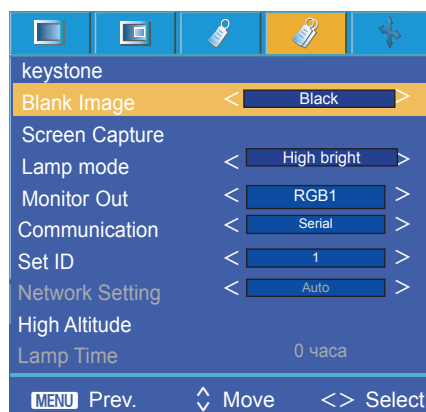 keystone
Blank Image < Black >
Screen Capture
Lamp mode < High bright >
Monitor Out < RGB1 >
Communication < Serial >
Set ID < 1 >
Network Setting < Auto >
High Altitude
Lamp Time 0 часа
MENU Prev. Move <> Select